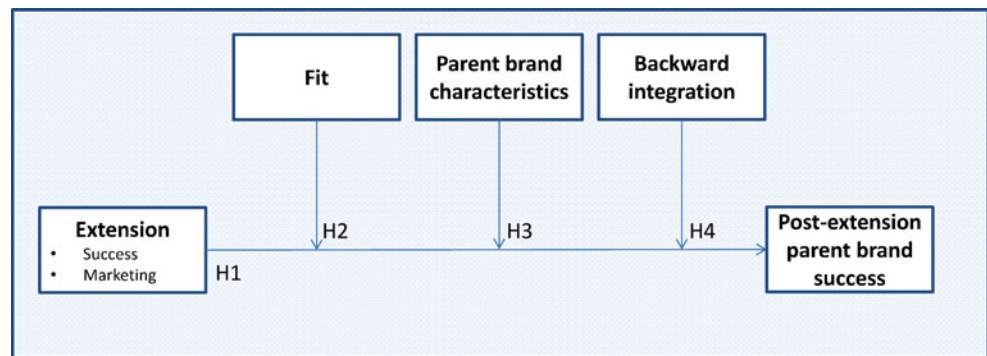 Fit
Parent brand
characteristics
Backward
integration
H2
H3
H4
Extension
• Success
• Marketing
H1
Post-extension
parent brand
success